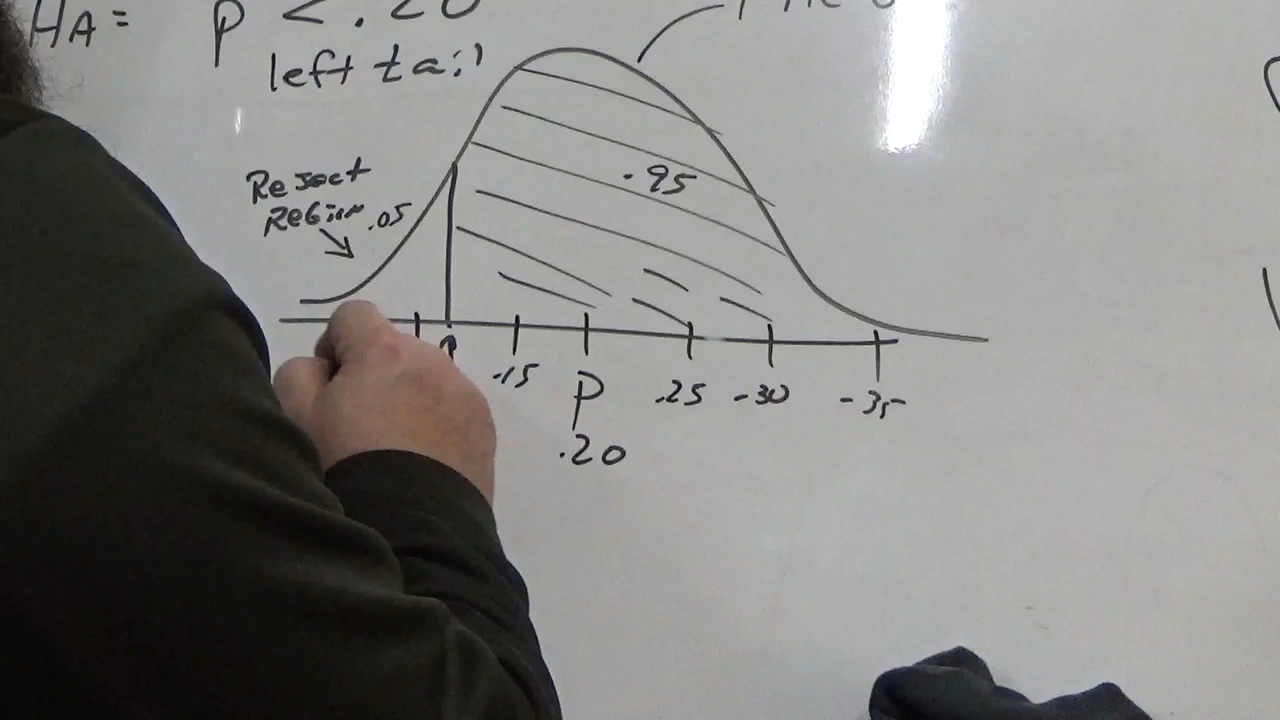 HA = P < .20
left tail
Reject
Region .05
.95
.15 P .25 .30 .35
.20